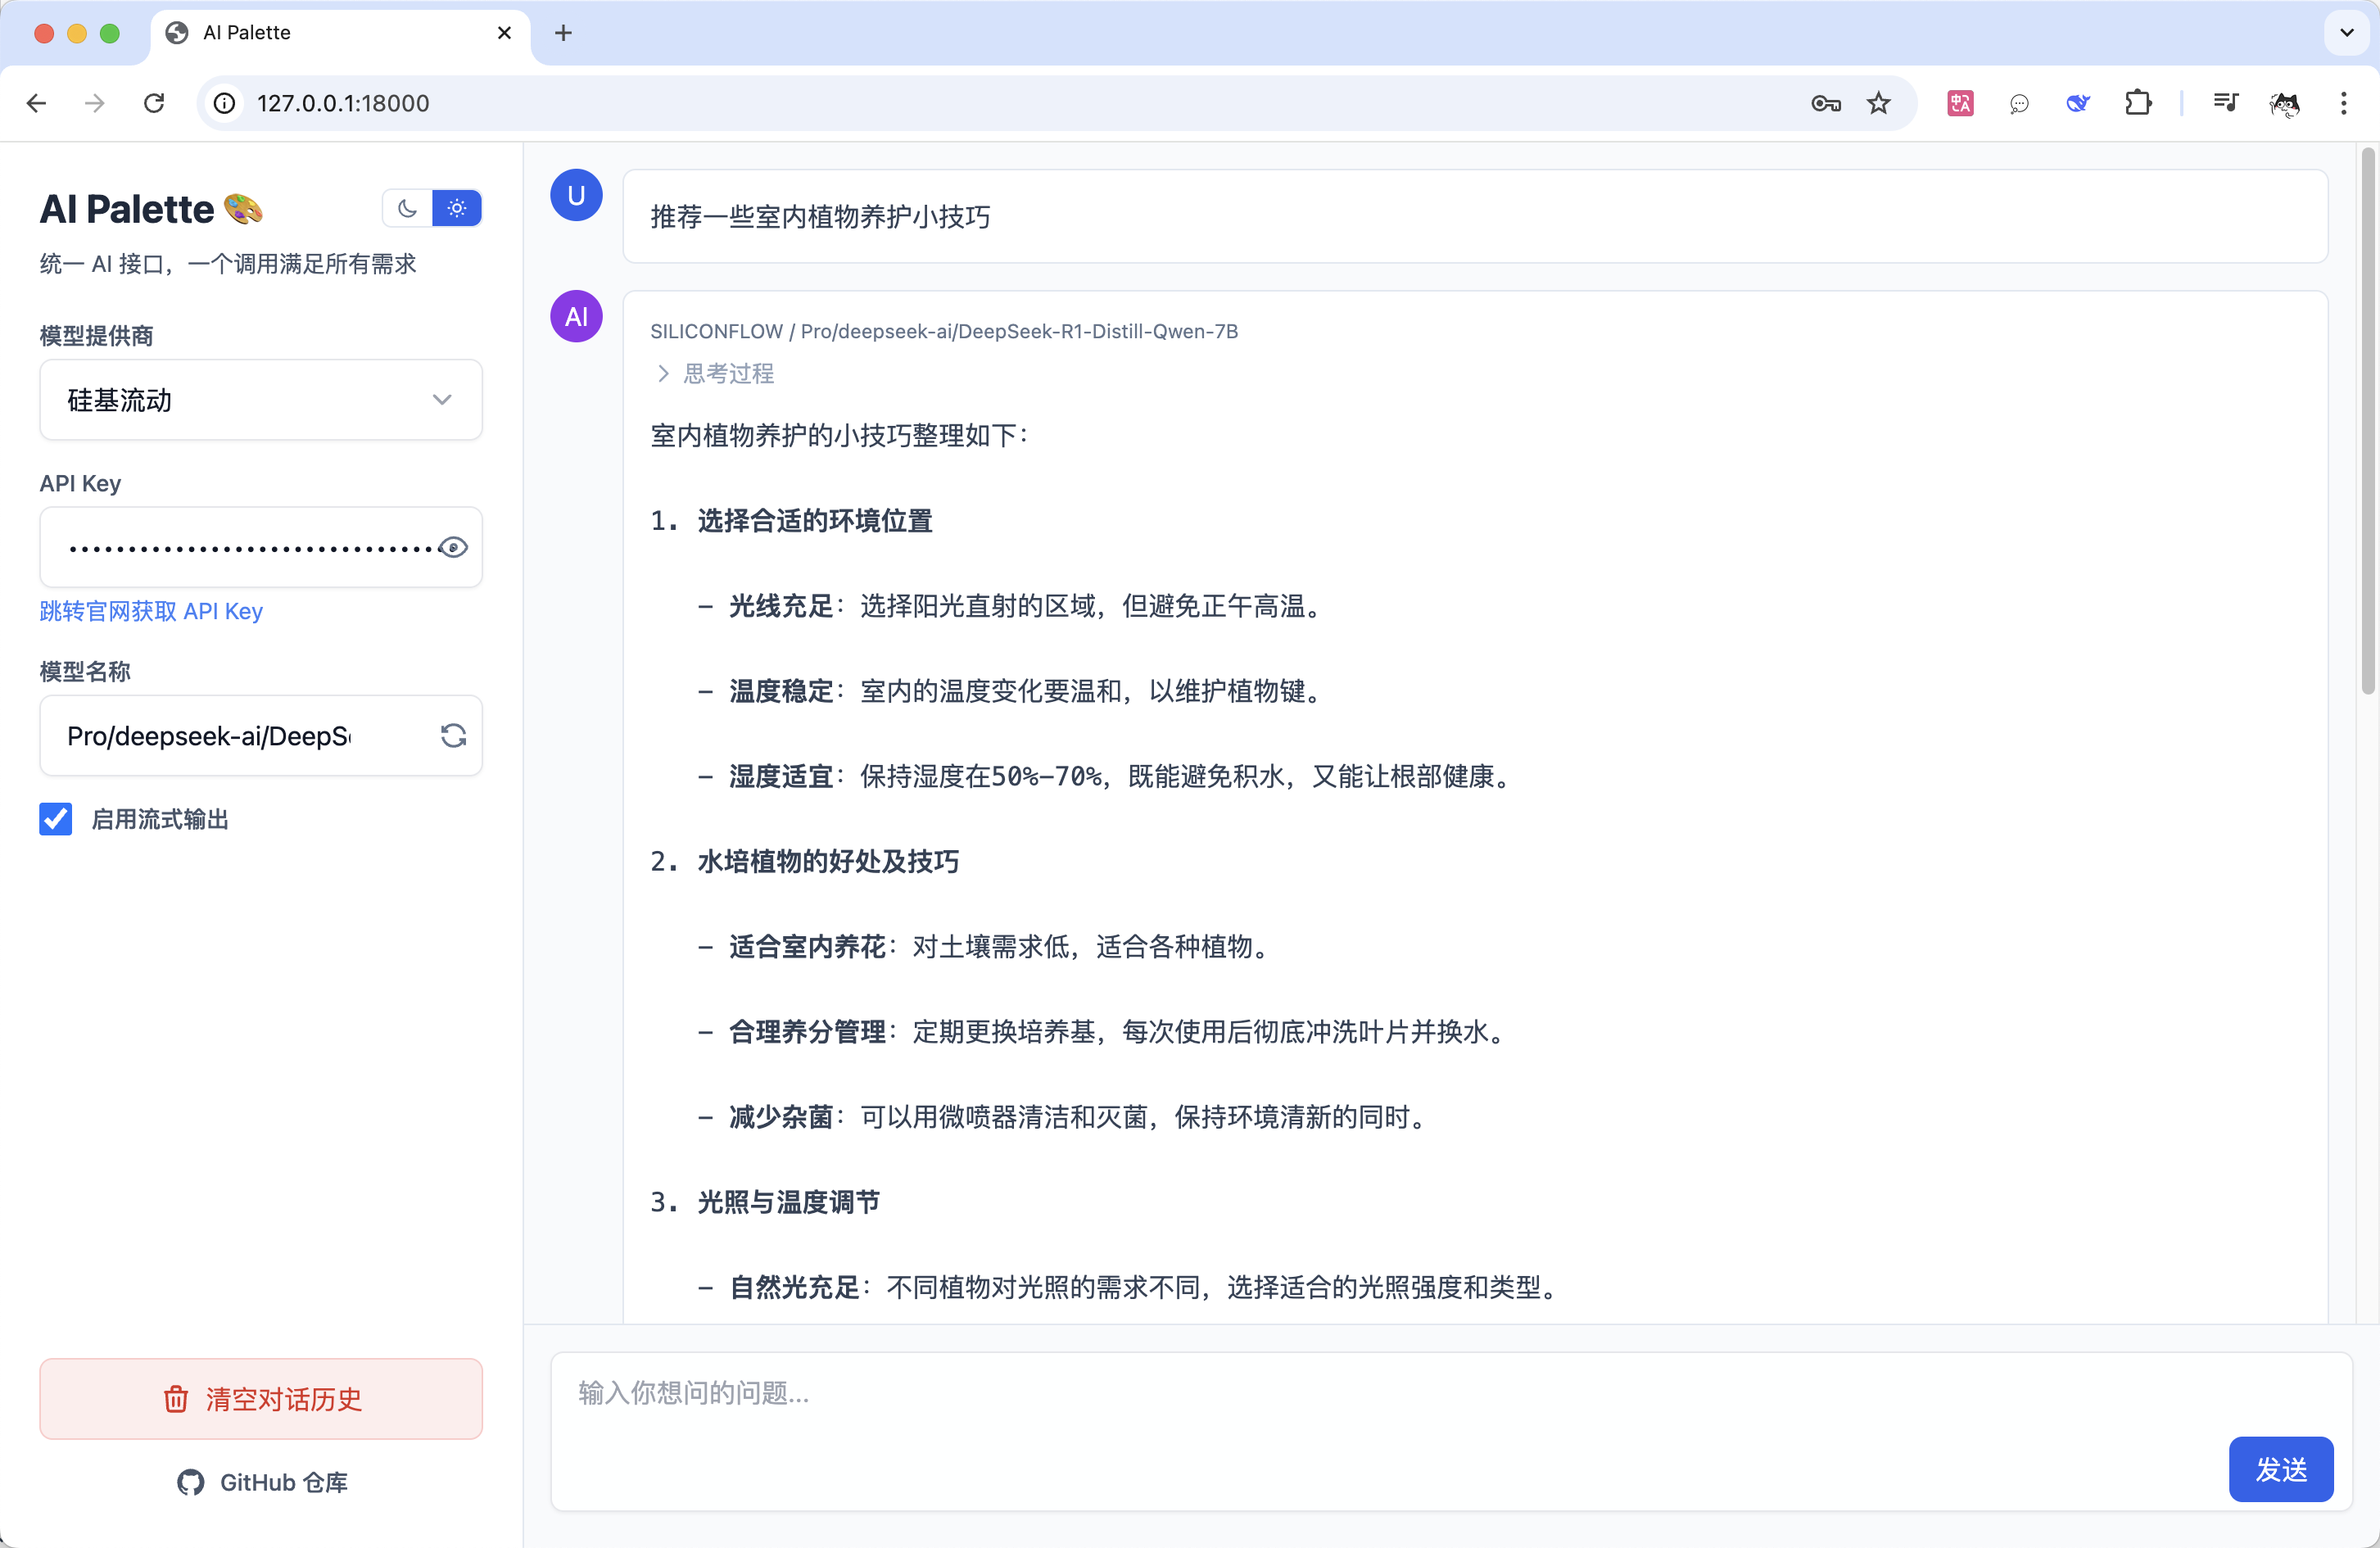 AI Palette
127.0.0.1:18000
AI Palette 🎨
统一 AI 接口，一个调用满足所有需求
模型提供商
硅基流动
API Key
跳转官网获取 API Key
模型名称
Pro/deepseek-ai/DeepS
启用流式输出
清空对话历史
GitHub 仓库
U
推荐一些室内植物养护小技巧
AI
SILICONFLOW / Pro/deepseek-ai/DeepSeek-R1-Distill-Qwen-7B
思考过程
室内植物养护的小技巧整理如下：
1. 选择合适的环境位置
– 光线充足：选择阳光直射的区域，但避免正午高温。
– 温度稳定：室内的温度变化要温和，以维护植物键。
– 湿度适宜：保持湿度在50%–70%，既能避免积水，又能让根部健康。
2. 水培植物的好处及技巧
– 适合室内养花：对土壤需求低，适合各种植物。
– 合理养分管理：定期更换培养基，每次使用后彻底冲洗叶片并换水。
– 减少杂菌：可以用微喷器清洁和灭菌，保持环境清新的同时。
3. 光照与温度调节
– 自然光充足：不同植物对光照的需求不同，选择适合的光照强度和类型。
输入你想问的问题...
发送